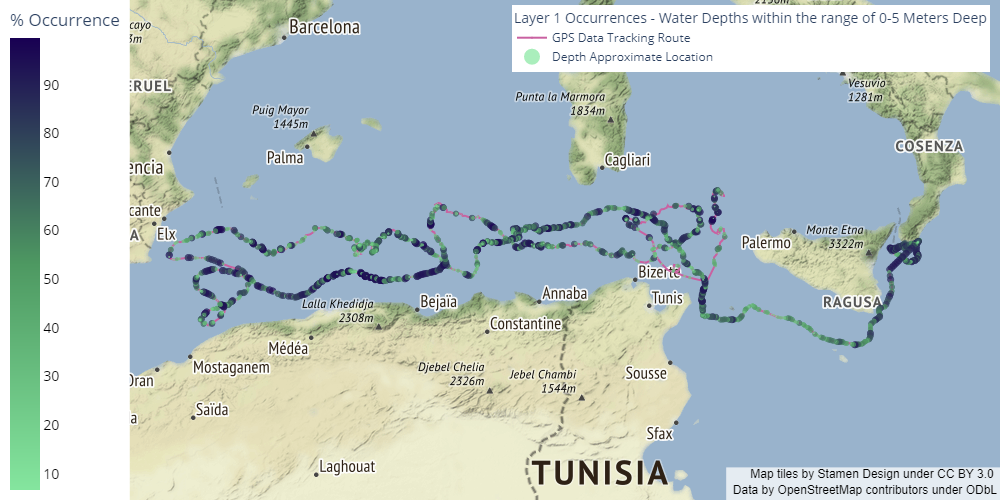 % Occurrence
90
80
70
60
50
40
30
20
10
Layer 1 Occurrences - Water Depths within the range of 0-5 Meters Deep
GPS Data Tracking Route
Depth Approximate Location
cayo
3m
Barcelona
ERUEL
Puig Mayor
1445m
Palma
encia
cante
Elx
A
Punta la Marmora
1834m
Cagliari
Vesuvio
1281m
COSENZA
Palermo
Monte Etna
3322m
RAGUSA
Bizerte
Tunis
Annaba
Bejaïa
Constantine
Lalla Khedidja
2308m
Médéa
Mostaganem
Oran
Saïda
a
Djebel Chelia
2326m
Jebel Chambi
1544m
Sousse
Sfax
Laghouat
TUNISIA
Map tiles by Stamen Design under CC BY 3.0
Data by OpenStreetMap contributors under ODbL